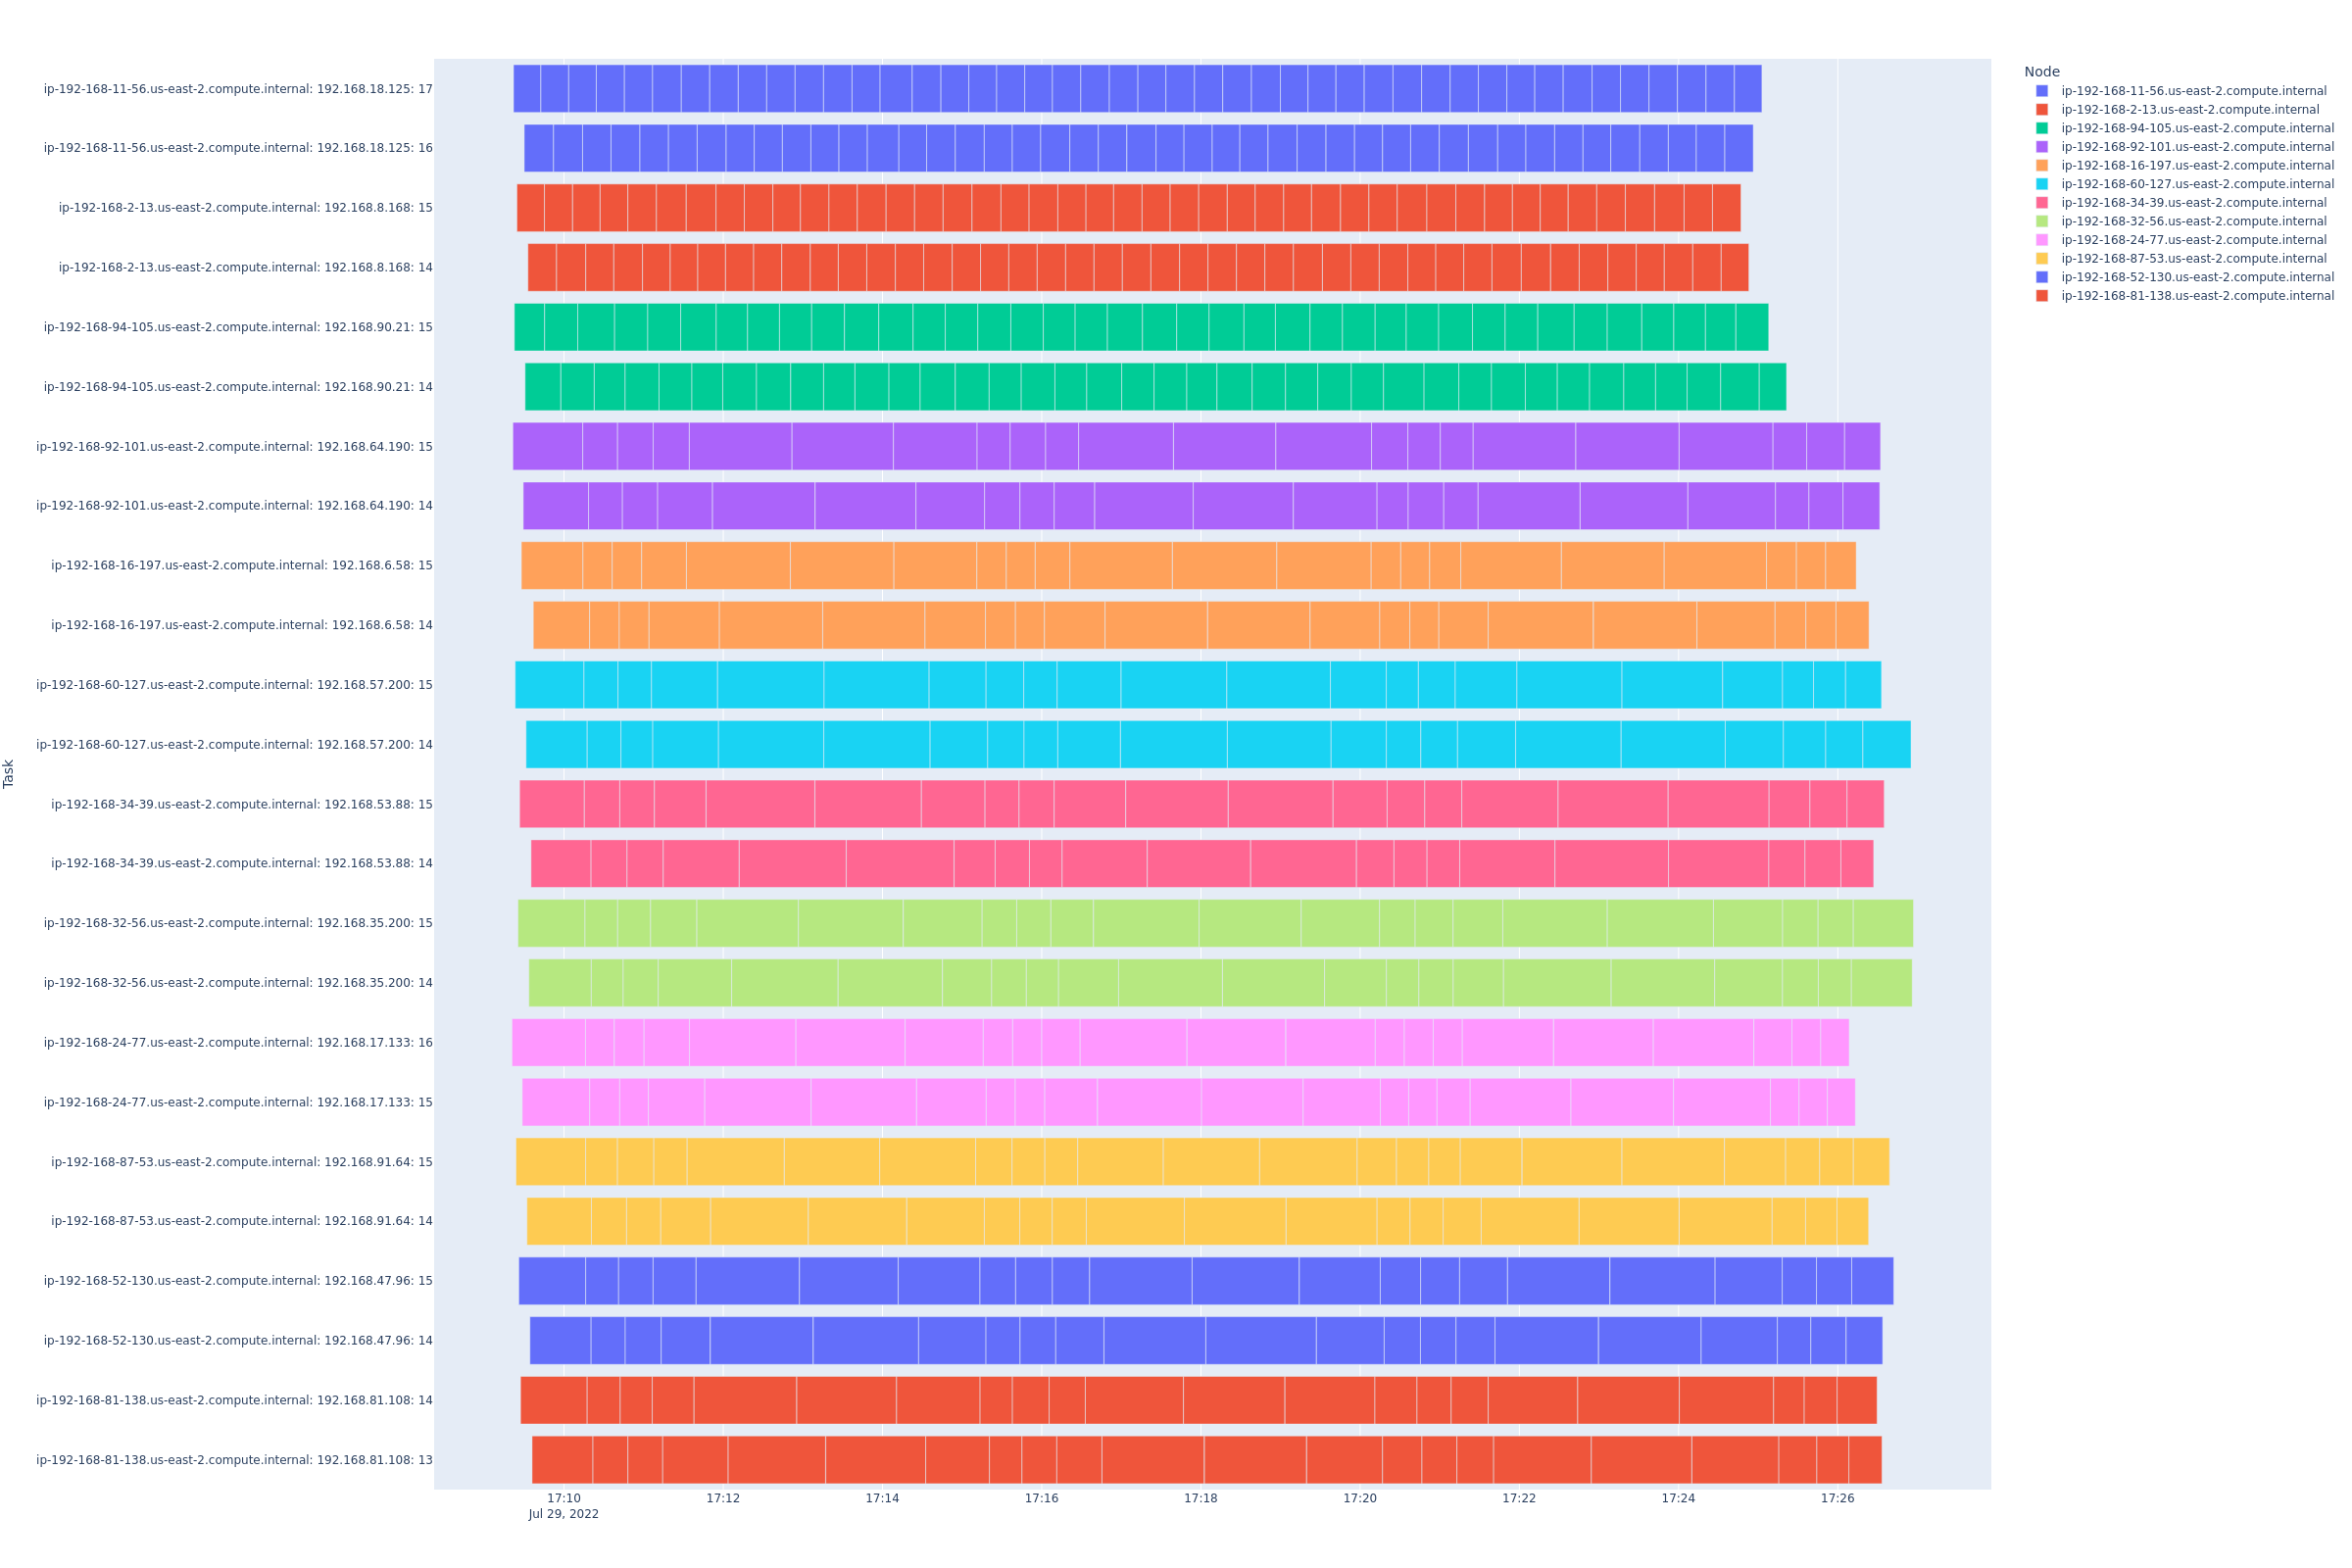 ip-192-168-11-56.us-east-2.compute.internal: 192.168.18.125: 17
ip-192-168-11-56.us-east-2.compute.internal: 192.168.18.125: 16
ip-192-168-2-13.us-east-2.compute.internal: 192.168.8.168: 15
ip-192-168-2-13.us-east-2.compute.internal: 192.168.8.168: 14
ip-192-168-94-105.us-east-2.compute.internal: 192.168.90.21: 15
ip-192-168-94-105.us-east-2.compute.internal: 192.168.90.21: 14
ip-192-168-92-101.us-east-2.compute.internal: 192.168.64.190: 15
ip-192-168-92-101.us-east-2.compute.internal: 192.168.64.190: 14
ip-192-168-16-197.us-east-2.compute.internal: 192.168.6.58: 15
ip-192-168-16-197.us-east-2.compute.internal: 192.168.6.58: 14
ip-192-168-60-127.us-east-2.compute.internal: 192.168.57.200: 15
ip-192-168-60-127.us-east-2.compute.internal: 192.168.57.200: 14
ip-192-168-34-39.us-east-2.compute.internal: 192.168.53.88: 15
ip-192-168-34-39.us-east-2.compute.internal: 192.168.53.88: 14
ip-192-168-32-56.us-east-2.compute.internal: 192.168.35.200: 15
ip-192-168-32-56.us-east-2.compute.internal: 192.168.35.200: 14
ip-192-168-24-77.us-east-2.compute.internal: 192.168.17.133: 16
ip-192-168-24-77.us-east-2.compute.internal: 192.168.17.133: 15
ip-192-168-87-53.us-east-2.compute.internal: 192.168.91.64: 15
ip-192-168-87-53.us-east-2.compute.internal: 192.168.91.64: 14
ip-192-168-52-130.us-east-2.compute.internal: 192.168.47.96: 15
ip-192-168-52-130.us-east-2.compute.internal: 192.168.47.96: 14
ip-192-168-81-138.us-east-2.compute.internal: 192.168.81.108: 14
ip-192-168-81-138.us-east-2.compute.internal: 192.168.81.108: 13
Task
17:10 17:12 17:14 17:16 17:18 17:20 17:22 17:24 17:26
Jul 29, 2022
Node
ip-192-168-11-56.us-east-2.compute.internal
ip-192-168-2-13.us-east-2.compute.internal
ip-192-168-94-105.us-east-2.compute.internal
ip-192-168-92-101.us-east-2.compute.internal
ip-192-168-16-197.us-east-2.compute.internal
ip-192-168-60-127.us-east-2.compute.internal
ip-192-168-34-39.us-east-2.compute.internal
ip-192-168-32-56.us-east-2.compute.internal
ip-192-168-24-77.us-east-2.compute.internal
ip-192-168-87-53.us-east-2.compute.internal
ip-192-168-52-130.us-east-2.compute.internal
ip-192-168-81-138.us-east-2.compute.internal